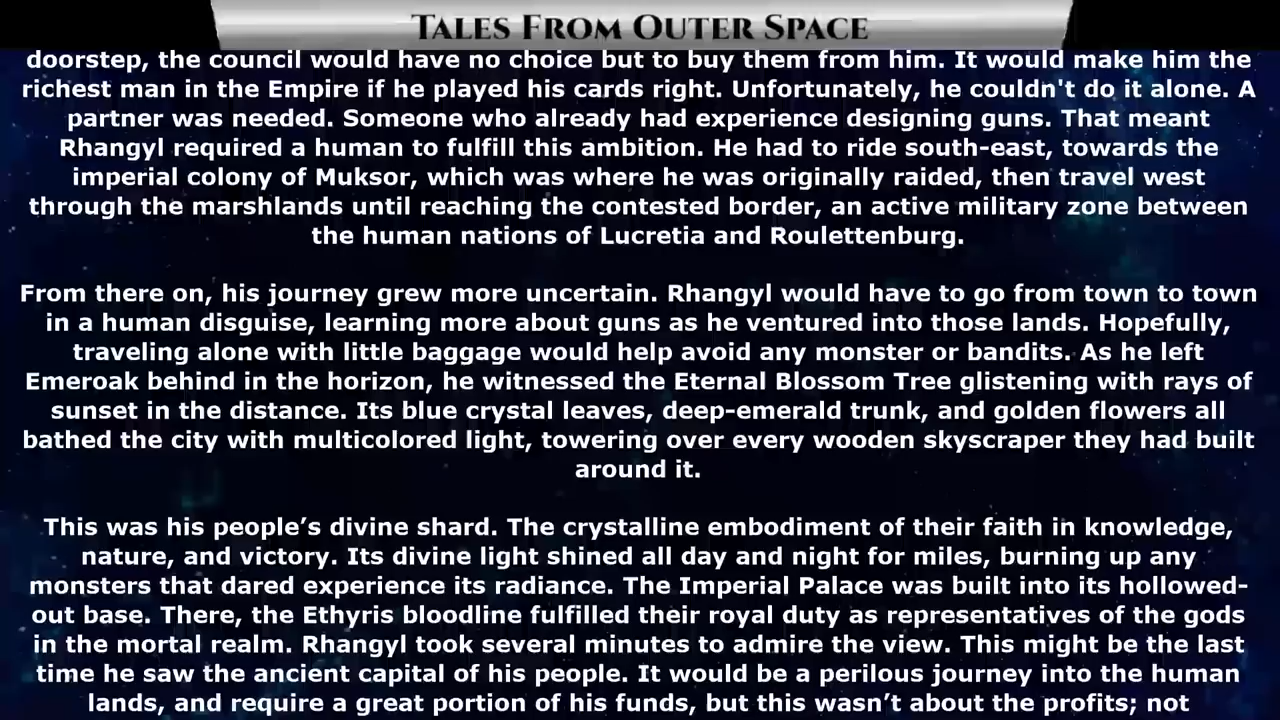 TALES FROM OUTER SPACE
doorstep, the council would have no choice but to buy them from him. It would make him the
richest man in the Empire if he played his cards right. Unfortunately, he couldn't do it alone. A
partner was needed. Someone who already had experience designing guns. That meant
Rhangyl required a human to fulfill this ambition. He had to ride south-east, towards the
imperial colony of Muksor, which was where he was originally raided, then travel west
through the marshlands until reaching the contested border, an active military zone between
the human nations of Lucretia and Roulettenburg.
From there on, his journey grew more uncertain. Rhangyl would have to go from town to town
in a human disguise, learning more about guns as he ventured into those lands. Hopefully,
traveling alone with little baggage would help avoid any monster or bandits. As he left
Emeroak behind in the horizon, he witnessed the Eternal Blossom Tree glistening with rays of
sunset in the distance. Its blue crystal leaves, deep-emerald trunk, and golden flowers all
bathed the city with multicolored light, towering over every wooden skyscraper they had built
around it.
This was his people’s divine shard. The crystalline embodiment of their faith in knowledge,
nature, and victory. Its divine light shined all day and night for miles, burning up any
monsters that dared experience its radiance. The Imperial Palace was built into its hollowed-
out base. There, the Ethyris bloodline fulfilled their royal duty as representatives of the gods
in the mortal realm. Rhangyl took several minutes to admire the view. This might be the last
time he saw the ancient capital of his people. It would be a perilous journey into the human
lands, and require a great portion of his funds, but this wasn’t about the profits; not